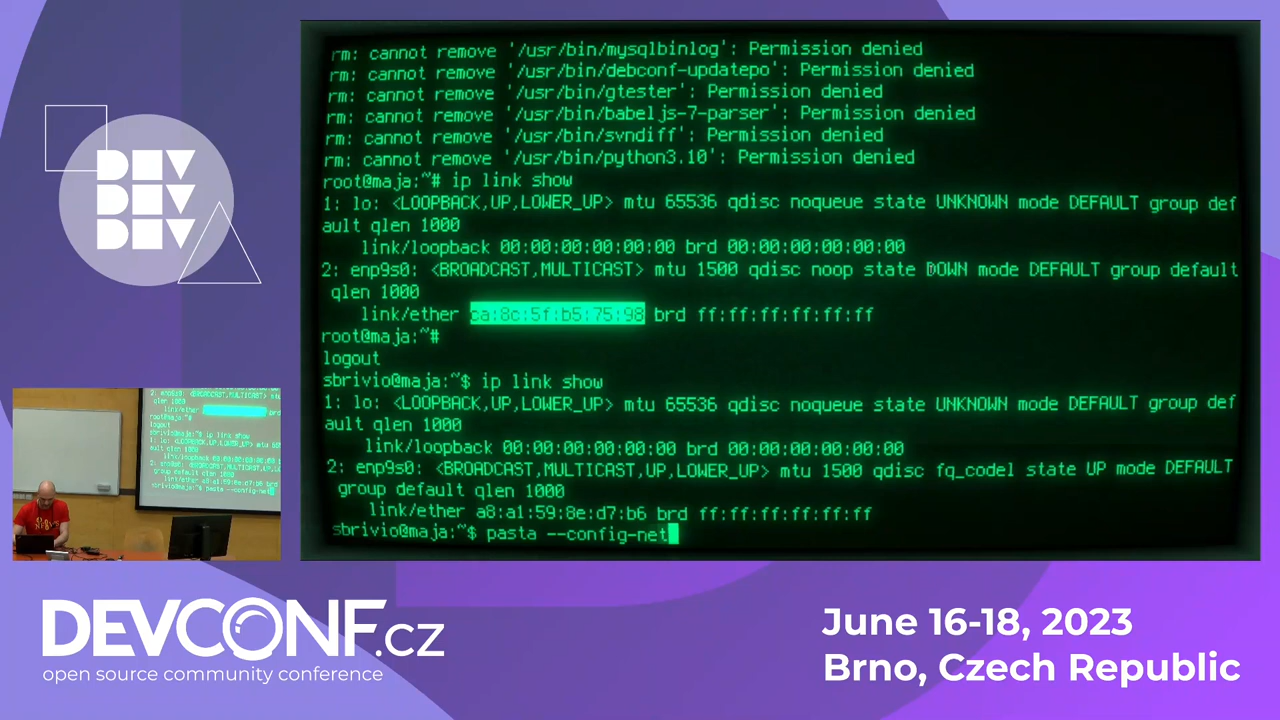 DEV
DEV
DEV
rm: cannot remove '/usr/bin/mysqlbinlog': Permission denied
rm: cannot remove '/usr/bin/debconf-updatepo': Permission denied
rm: cannot remove '/usr/bin/gtester': Permission denied
rm: cannot remove '/usr/bin/babeljs-7-parser': Permission denied
rm: cannot remove '/usr/bin/svndiff': Permission denied
rm: cannot remove '/usr/bin/python3.10': Permission denied
root@maja:~# ip link show
1: lo: <LOOPBACK,UP,LOWER_UP> mtu 65536 qdisc noqueue state UNKNOWN mode DEFAULT group def
ault qlen 1000
link/loopback 00:00:00:00:00:00 brd 00:00:00:00:00:00
2: enp9s0: <BROADCAST,MULTICAST> mtu 1500 qdisc noop state DOWN mode DEFAULT group default
qlen 1000
link/ether ca:8c:5f:b5:75:98 brd ff:ff:ff:ff:ff:ff
root@maja:~#
logout
sbrivio@maja:~$ ip link show
1: lo: <LOOPBACK,UP,LOWER_UP> mtu 65536 qdisc noqueue state UNKNOWN mode DEFAULT group def
ault qlen 1000
link/loopback 00:00:00:00:00:00 brd 00:00:00:00:00:00
2: enp9s0: <BROADCAST,MULTICAST,UP,LOWER_UP> mtu 1500 qdisc fq_codel state UP mode DEFAULT
group default qlen 1000
link/ether a8:a1:59:8e:d7:b6 brd ff:ff:ff:ff:ff:ff
sbrivio@maja:~$ pasta --config-net
DEVCONF.cz
open source community conference
June 16-18, 2023
Brno, Czech Republic